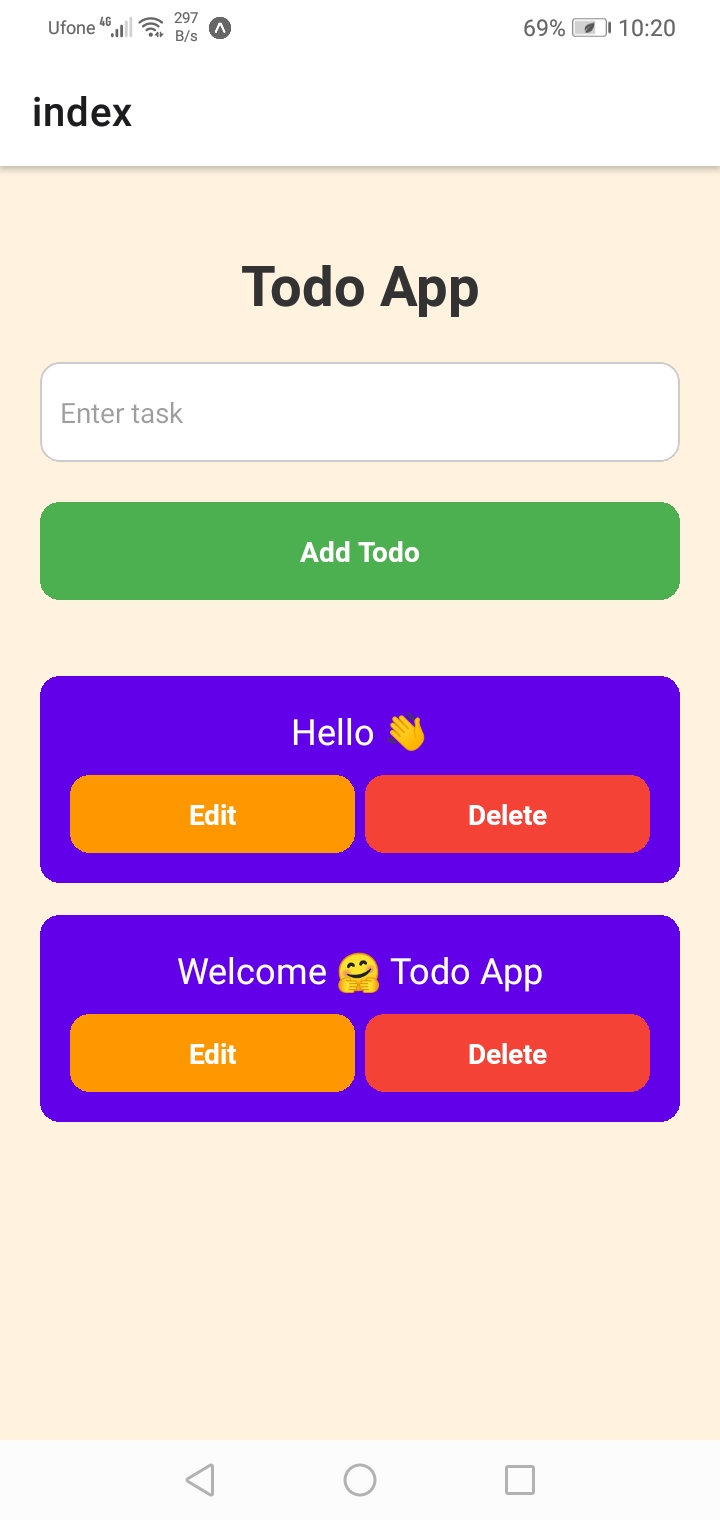 Ufone 4G 297 B/s 69% 10:20
index
Todo App
Enter task
Add Todo
Hello 👋
Edit Delete
Welcome 🤗 Todo App
Edit Delete